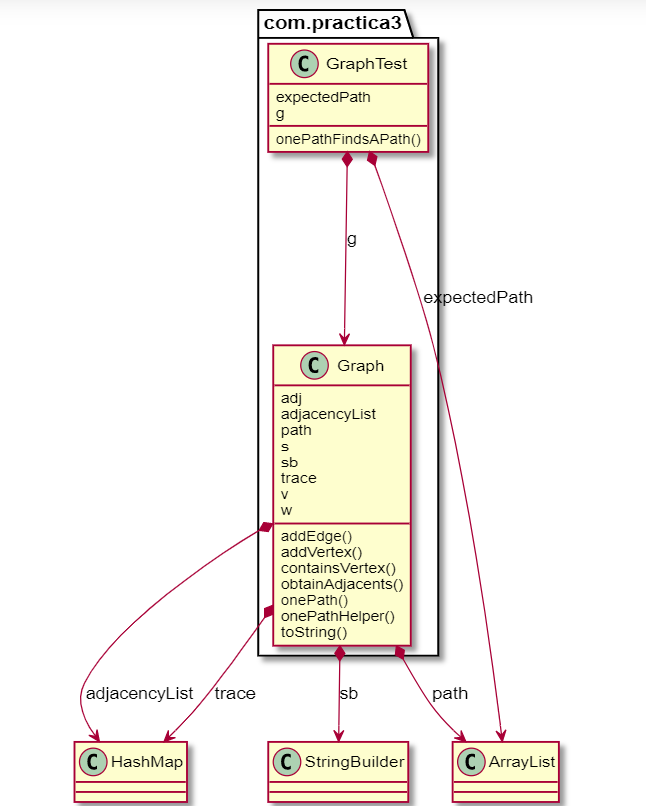 com.practica3
C GraphTest
expectedPath
g
onePathFindsAPath()
g
expectedPath
C Graph
adj
adjacencyList
path
s
sb
trace
v
w
addEdge()
addVertex()
containsVertex()
obtainAdjacents()
onePath()
onePathHelper()
toString()
adjacencyList trace sb path
C HashMap C StringBuilder C ArrayList